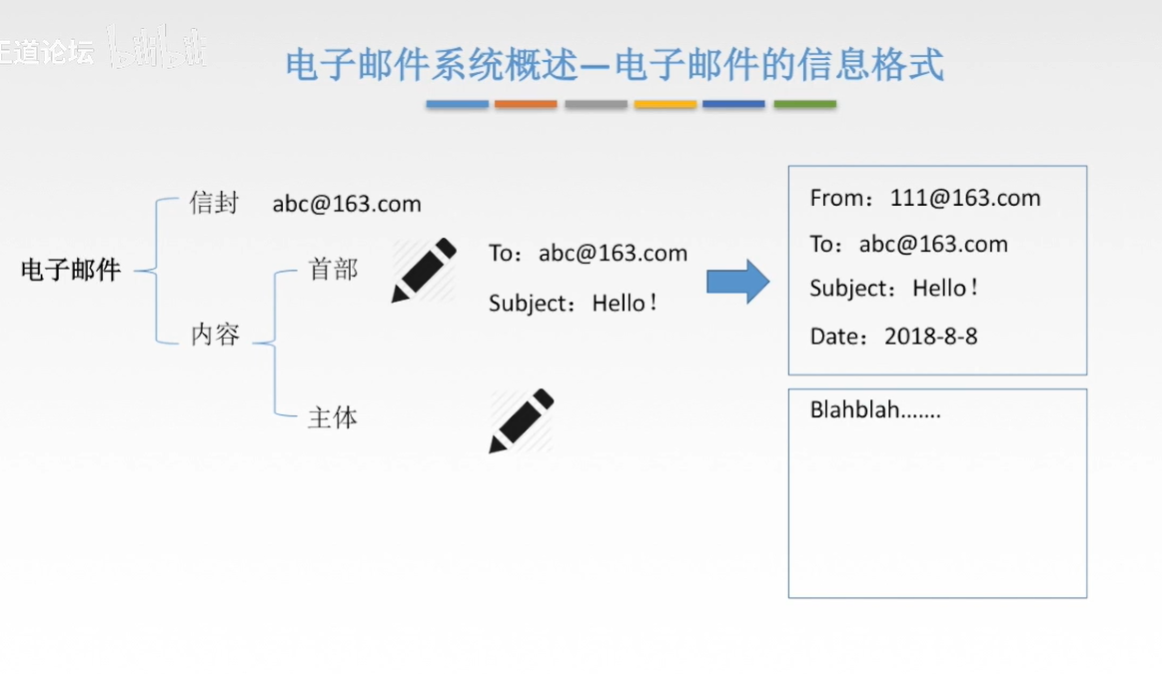 王道论坛 bilibili
电子邮件系统概述—电子邮件的信息格式
电子邮件
信封 abc@163.com
内容
首部
To：abc@163.com
Subject：Hello！
主体
From：111@163.com
To：abc@163.com
Subject：Hello！
Date：2018-8-8
Blahblah.......